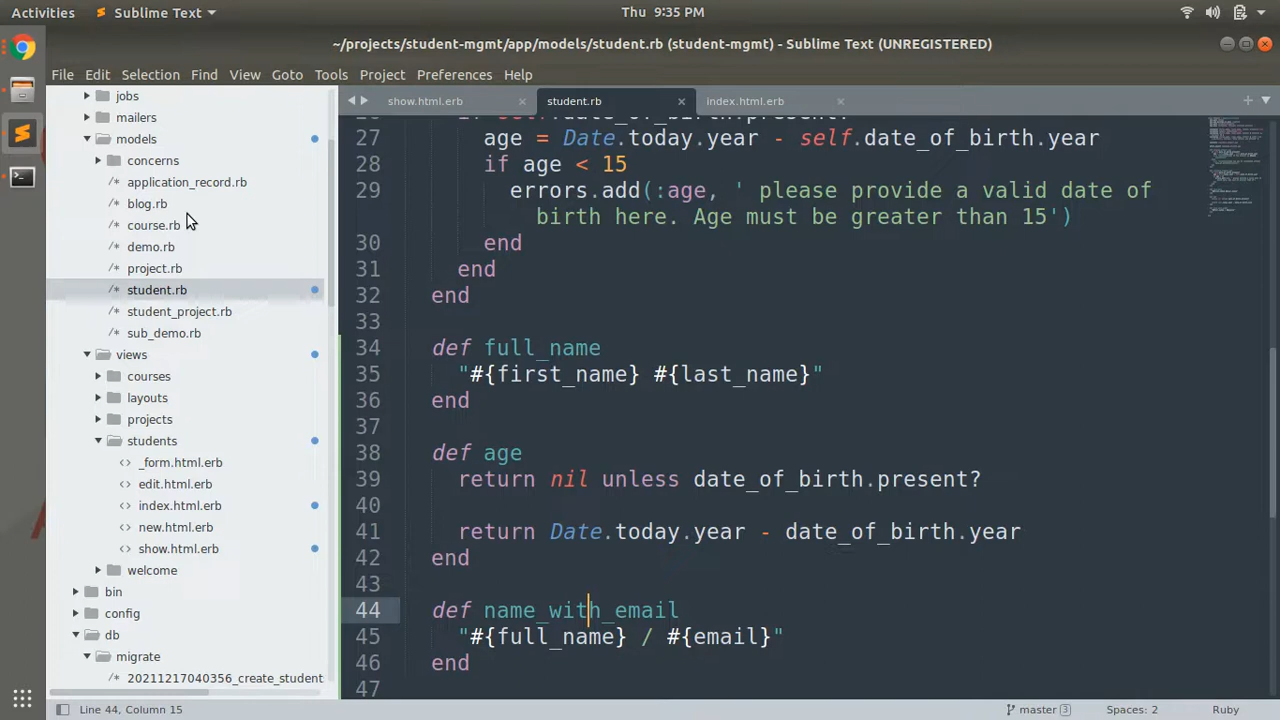 Activities Sublime Text Thu 9:35 PM
~/projects/student-mgmt/app/models/student.rb (student-mgmt) - Sublime Text (UNREGISTERED)
File Edit Selection Find View Goto Tools Project Preferences Help
jobs
mailers
models
concerns
/* application_record.rb
/* blog.rb
/* course.rb
/* demo.rb
/* project.rb
/* student.rb
/* student_project.rb
/* sub_demo.rb
views
courses
layouts
projects
students
<> _form.html.erb
<> edit.html.erb
<> index.html.erb
<> new.html.erb
<> show.html.erb
welcome
bin
config
db
migrate
/* 20211217040356_create_student
show.html.erb student.rb index.html.erb
26 if self.date_of_birth.present?
27 age = Date.today.year - self.date_of_birth.year
28 if age < 15
29 errors.add(:age, ' please provide a valid date of
birth here. Age must be greater than 15')
30 end
31 end
32 end
33
34 def full_name
35 "#{first_name} #{last_name}"
36 end
37
38 def age
39 return nil unless date_of_birth.present?
40
41 return Date.today.year - date_of_birth.year
42 end
43
44 def name_with_email
45 "#{full_name} / #{email}"
46 end
47
Line 44, Column 15 master 3 Spaces: 2 Ruby